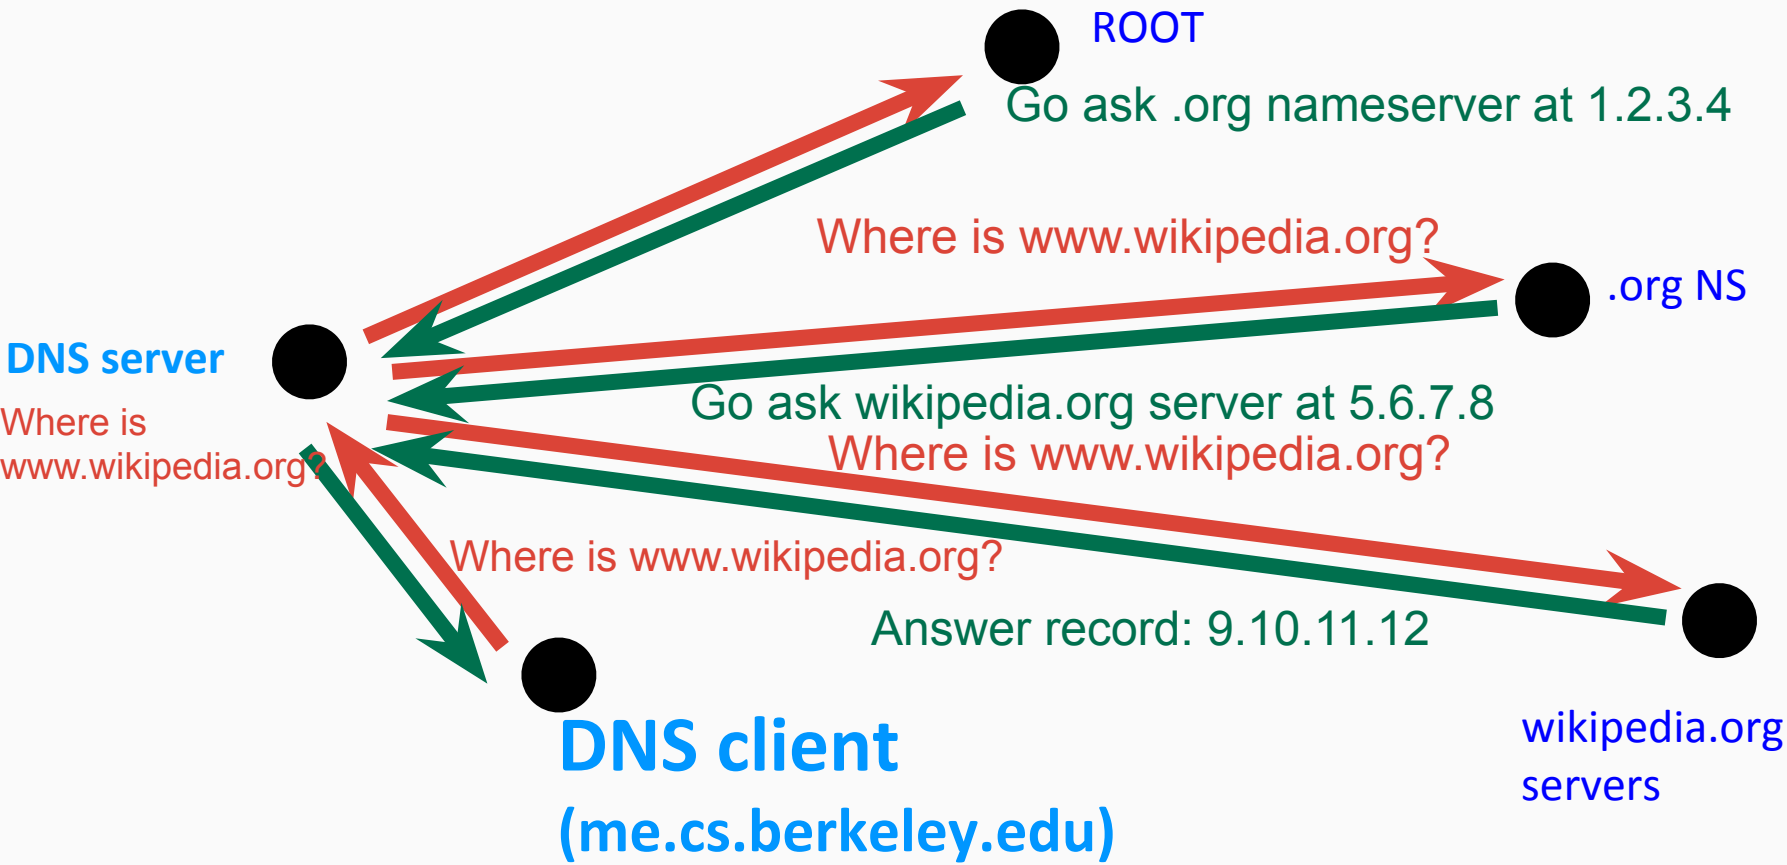 ROOT
Go ask .org nameserver at 1.2.3.4
Where is www.wikipedia.org?
.org NS
DNS server
Go ask wikipedia.org server at 5.6.7.8
Where is
www.wikipedia.org?
Where is www.wikipedia.org?
Where is www.wikipedia.org?
Answer record: 9.10.11.12
DNS client
(me.cs.berkeley.edu)
wikipedia.org
servers